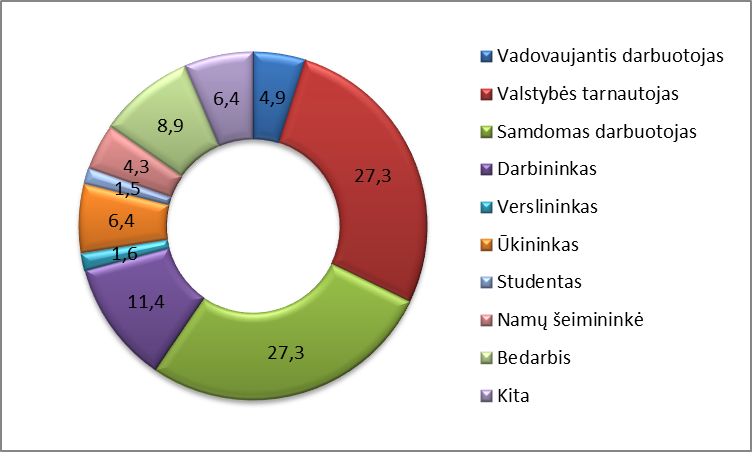 4,9
27,3
27,3
11,4
1,6
6,4
1,5
4,3
8,9
6,4
Vadovaujantis darbuotojas
Valstybės tarnautojas
Samdomas darbuotojas
Darbininkas
Verslininkas
Ūkininkas
Studentas
Namų šeimininkė
Bedarbis
Kita